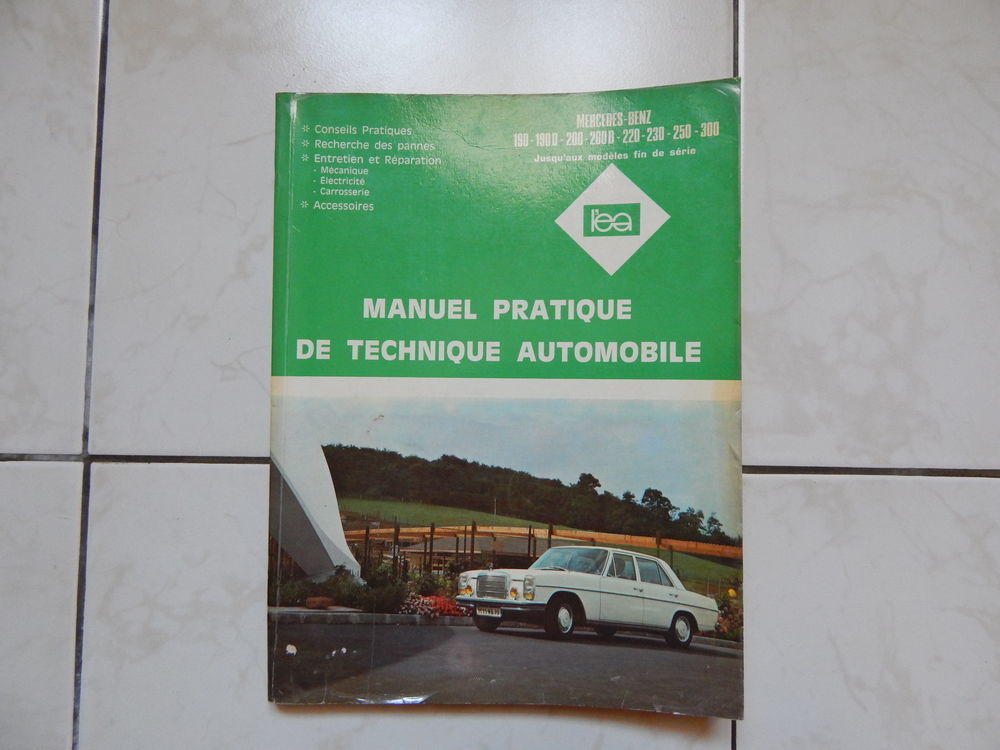 ✲ Conseils Pratiques
✲ Recherche des pannes
✲ Entretien et Réparation
- Mécanique
- Électricité
- Carrosserie
✲ Accessoires
MERCEDES-BENZ
190 - 190 D - 200 - 200 D - 220 - 230 - 250 - 300
Jusqu'aux modèles fin de série
l'ea
MANUEL PRATIQUE
DE TECHNIQUE AUTOMOBILE